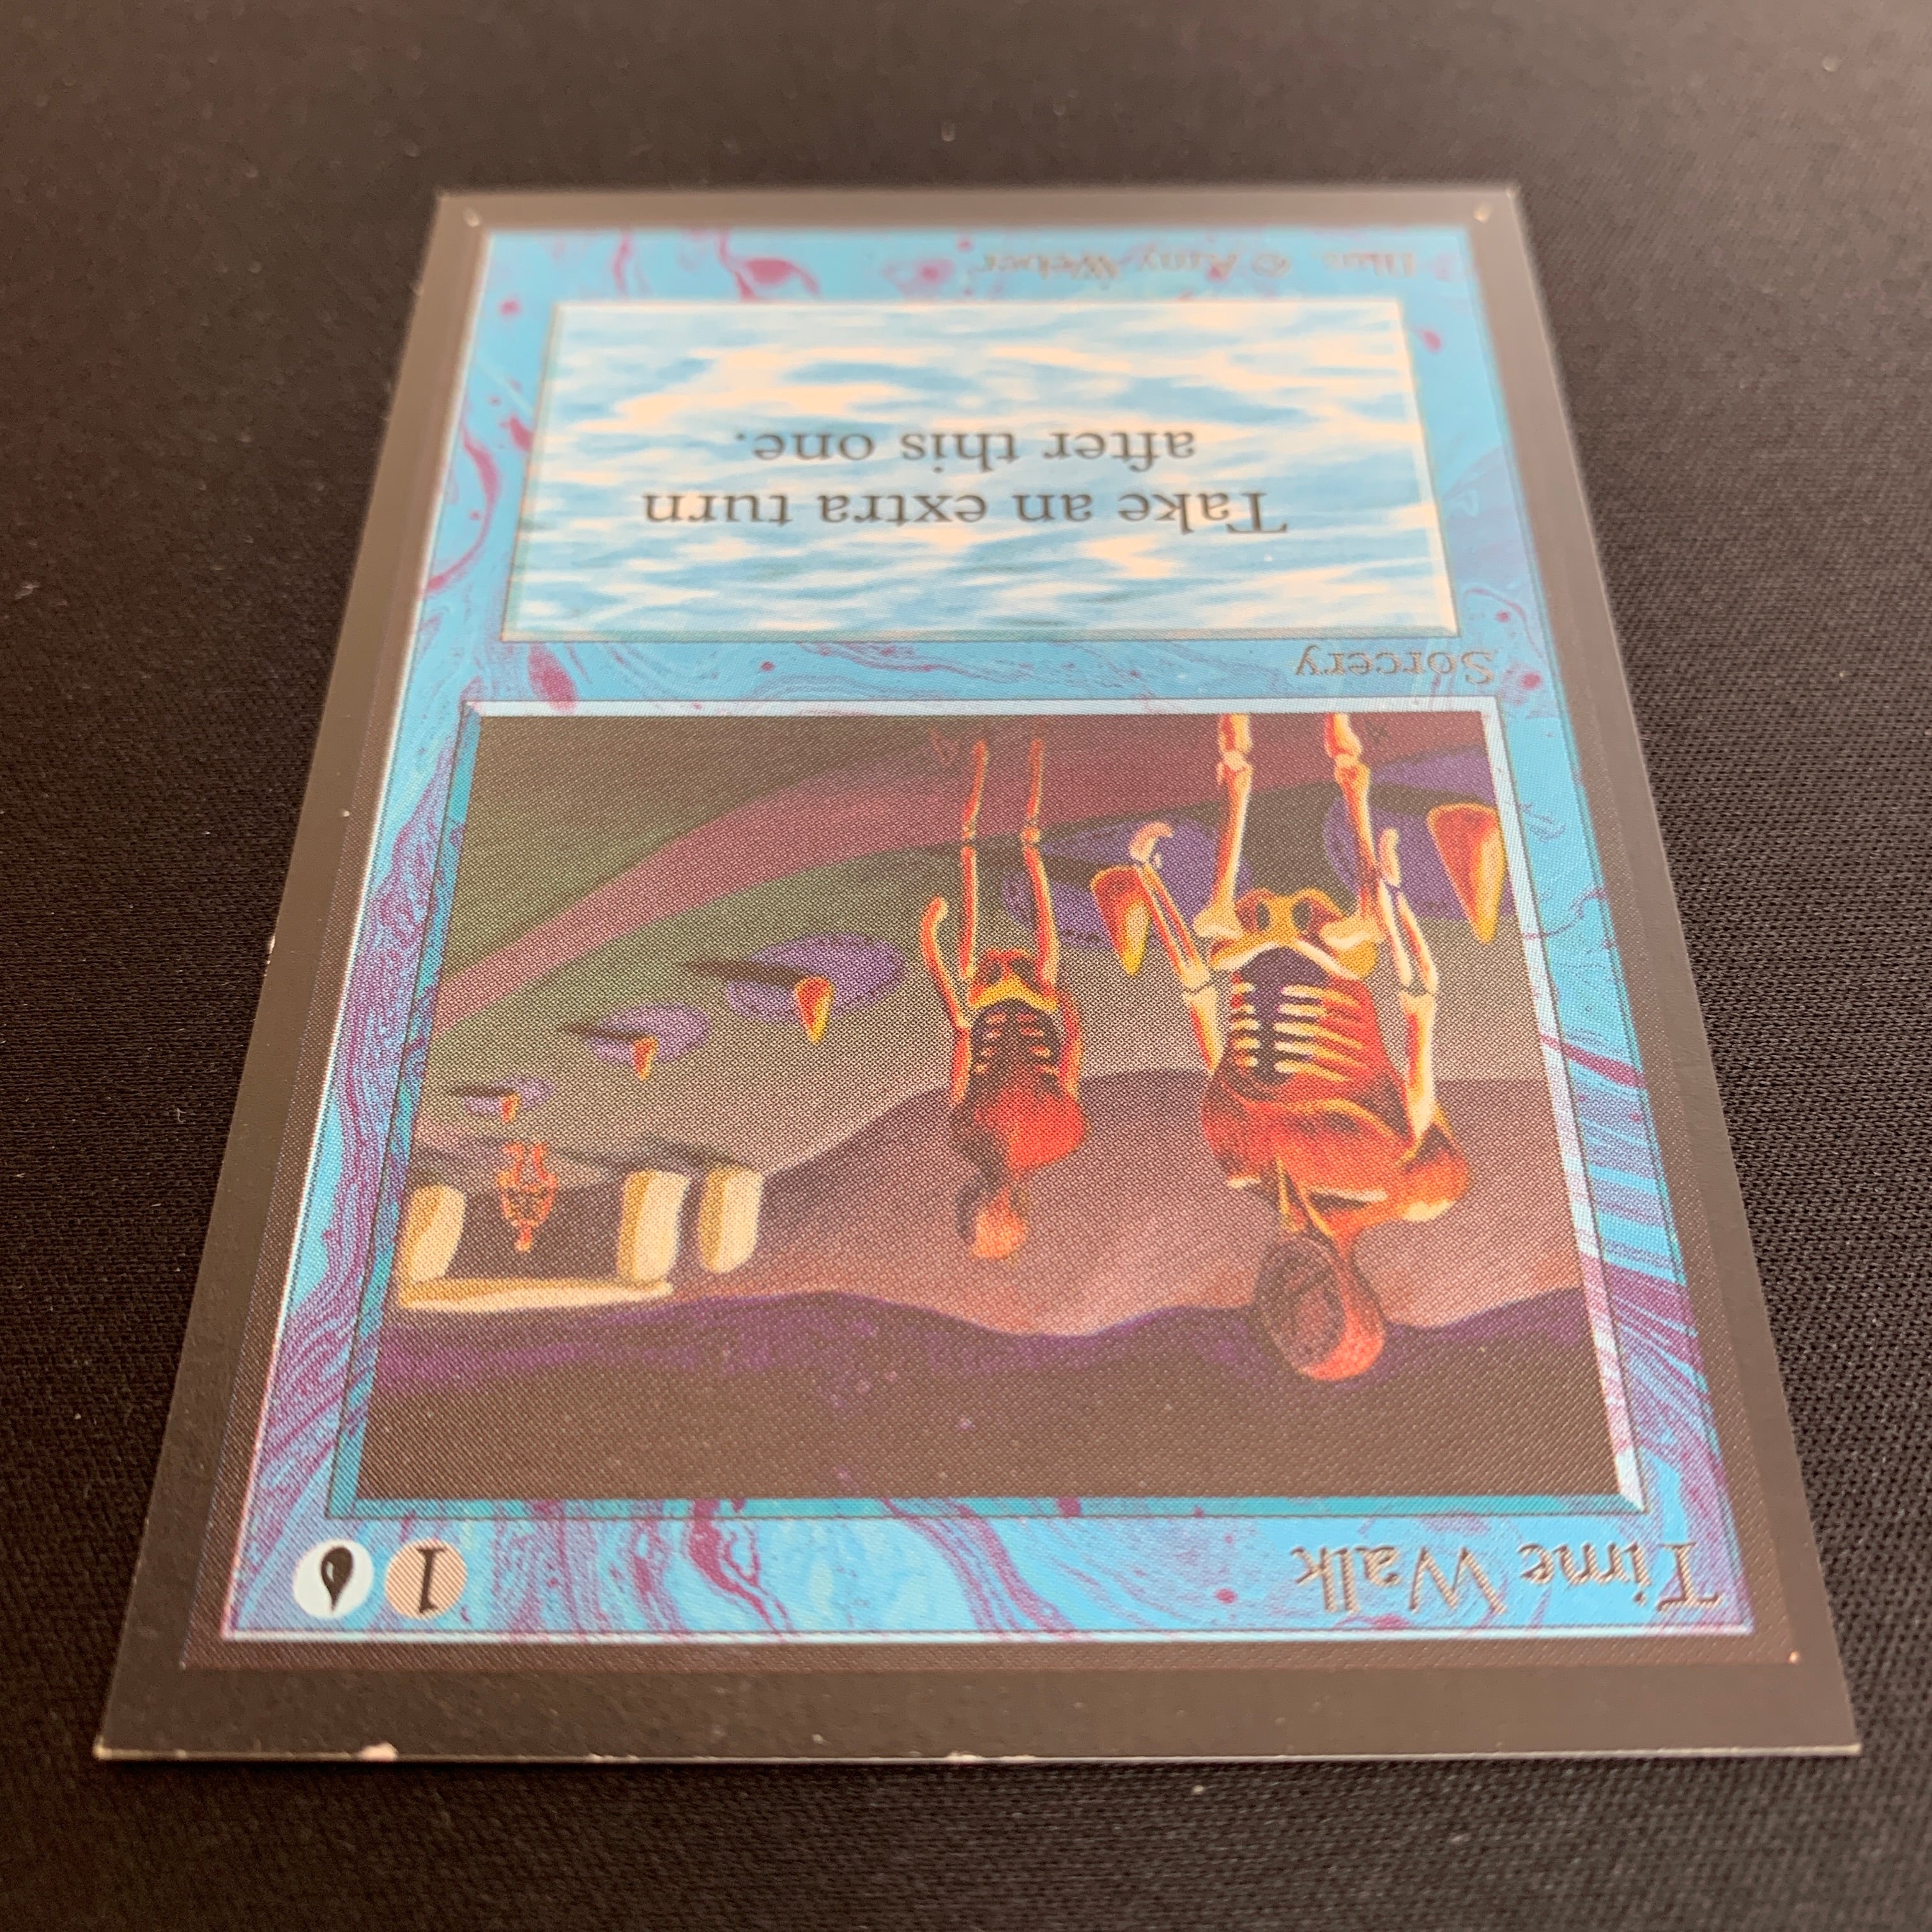 Time Walk
1
Sorcery
Take an extra turn
after this one.
Illus. © Amy Weber